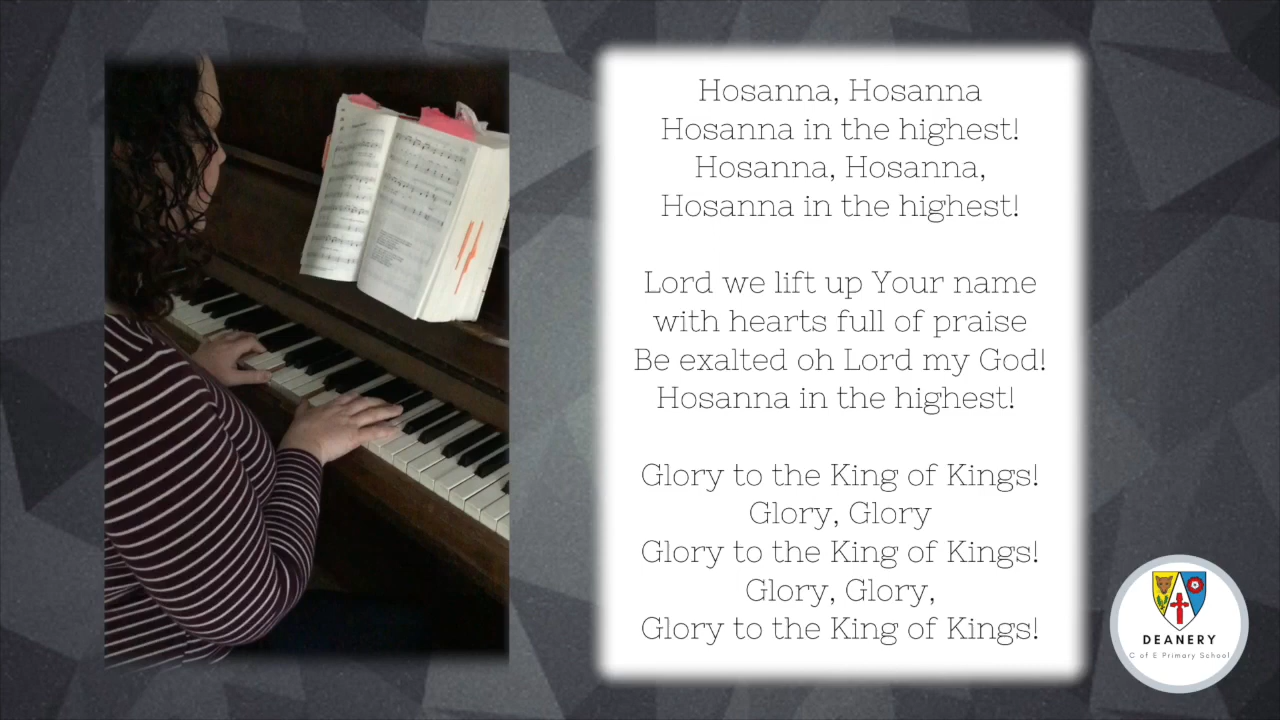 Hosanna, Hosanna
Hosanna in the highest!
Hosanna, Hosanna,
Hosanna in the highest!
Lord we lift up Your name
with hearts full of praise
Be exalted oh Lord my God!
Hosanna in the highest!
Glory to the King of Kings!
Glory, Glory
Glory to the King of Kings!
Glory, Glory,
Glory to the King of Kings!
DEANERY
C of E Primary School